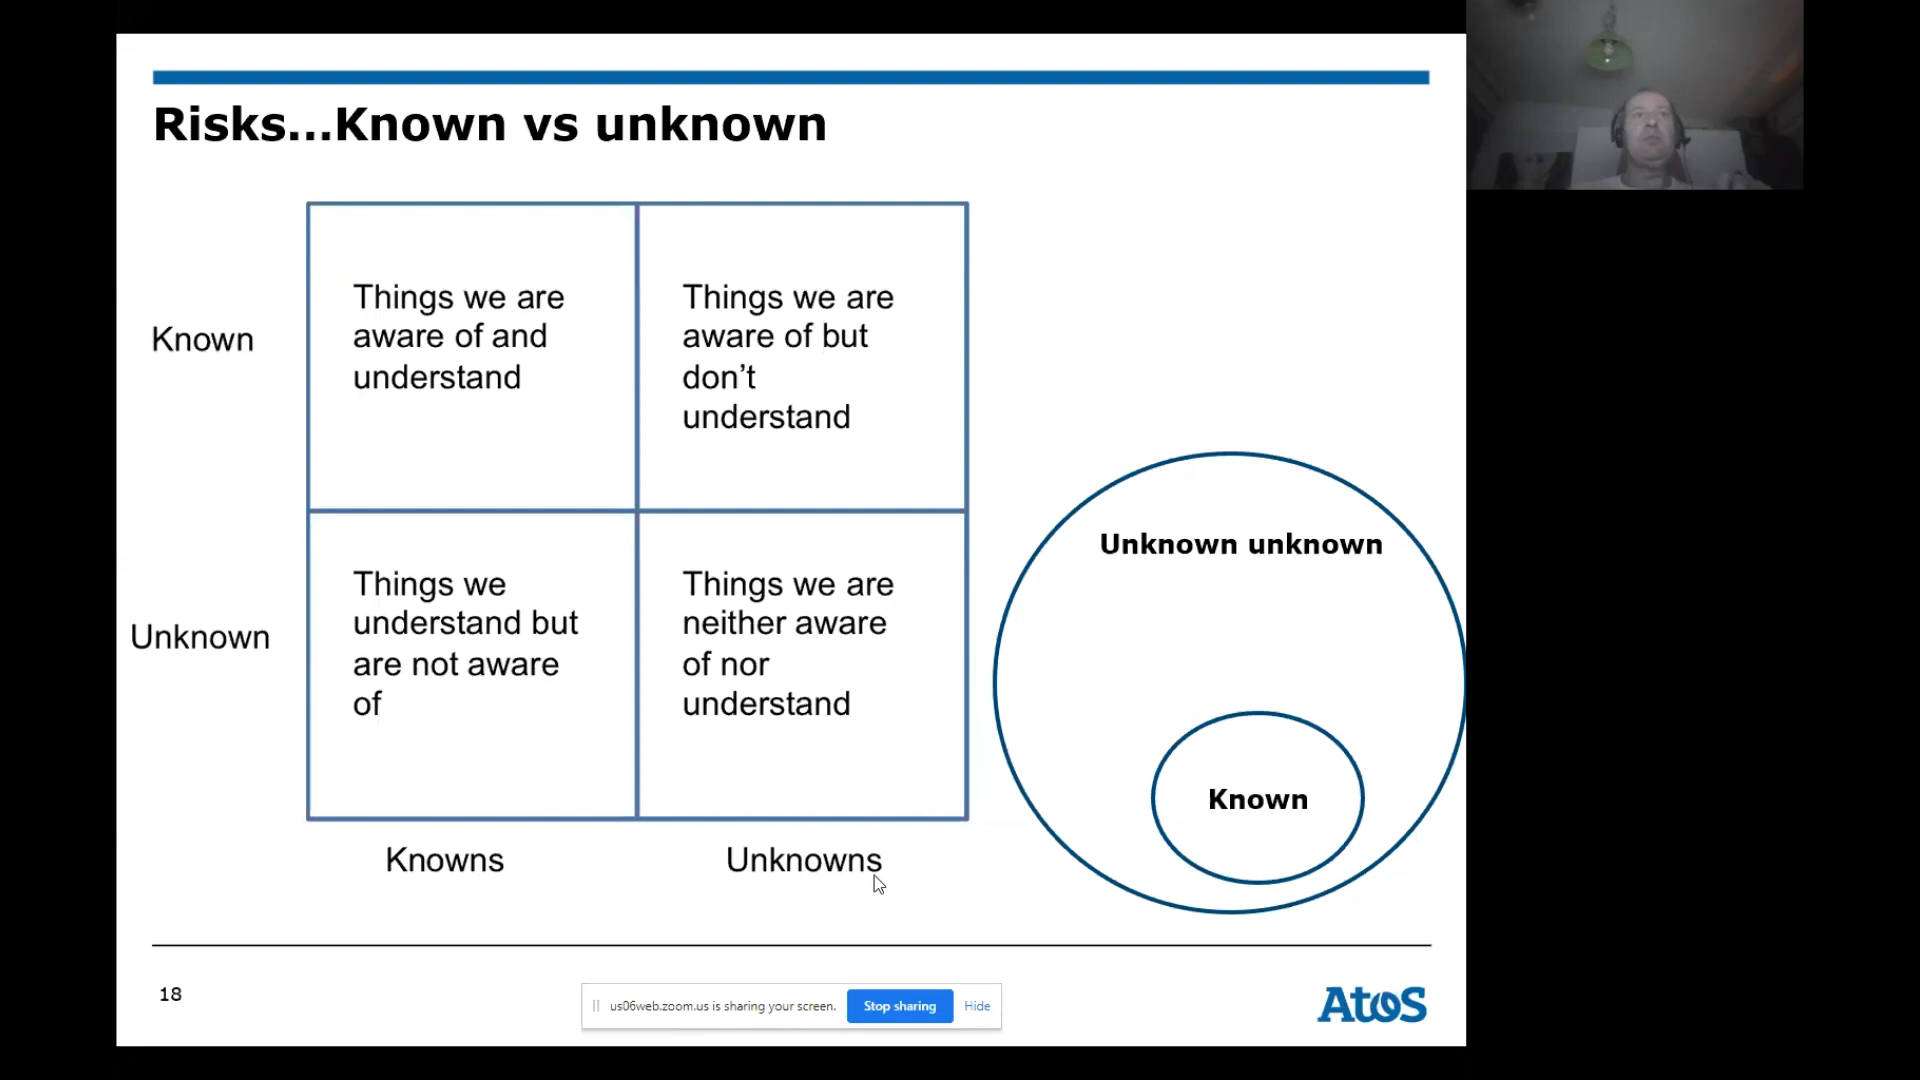 Risks...Known vs unknown
Known
Things we are
aware of and
understand
Things we are
aware of but
don’t
understand
Unknown
Things we
understand but
are not aware
of
Things we are
neither aware
of nor
understand
Knowns
Unknowns
Unknown unknown
Known
18
us06web.zoom.us is sharing your screen.
Stop sharing
Hide
Atos